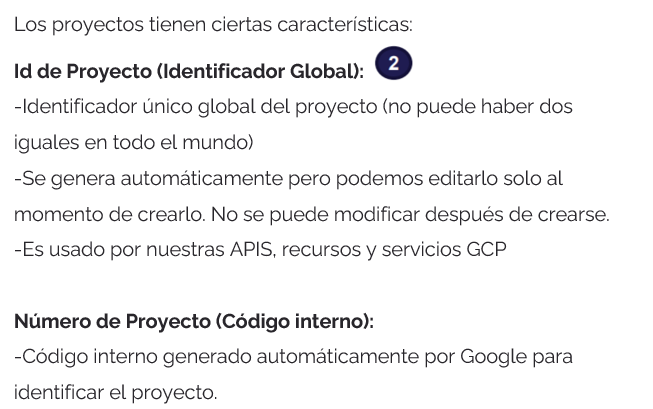 Los proyectos tienen ciertas características:
Id de Proyecto (Identificador Global): 2
-Identificador único global del proyecto (no puede haber dos
iguales en todo el mundo)
-Se genera automáticamente pero podemos editarlo solo al
momento de crearlo. No se puede modificar después de crearse.
-Es usado por nuestras APIS, recursos y servicios GCP
Número de Proyecto (Código interno):
-Código interno generado automáticamente por Google para
identificar el proyecto.